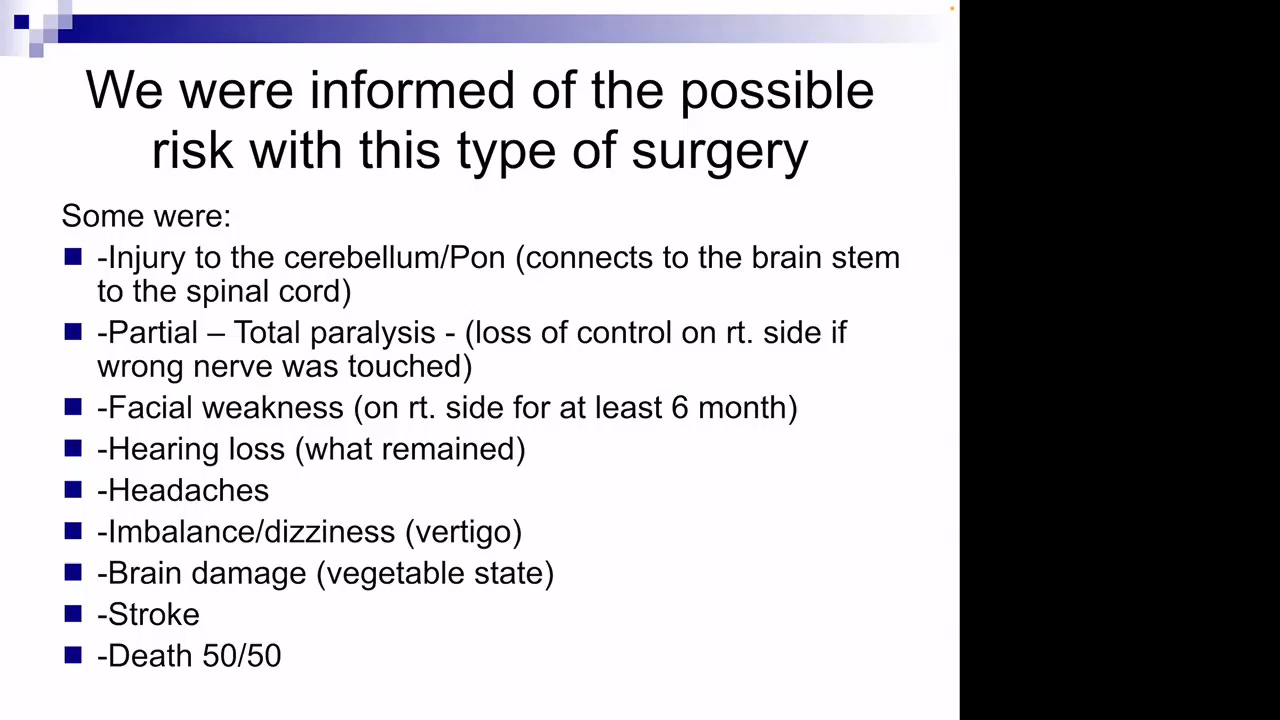 We were informed of the possible
risk with this type of surgery
Some were:
-Injury to the cerebellum/Pon (connects to the brain stem
to the spinal cord)
-Partial – Total paralysis - (loss of control on rt. side if
wrong nerve was touched)
-Facial weakness (on rt. side for at least 6 month)
-Hearing loss (what remained)
-Headaches
-Imbalance/dizziness (vertigo)
-Brain damage (vegetable state)
-Stroke
-Death 50/50